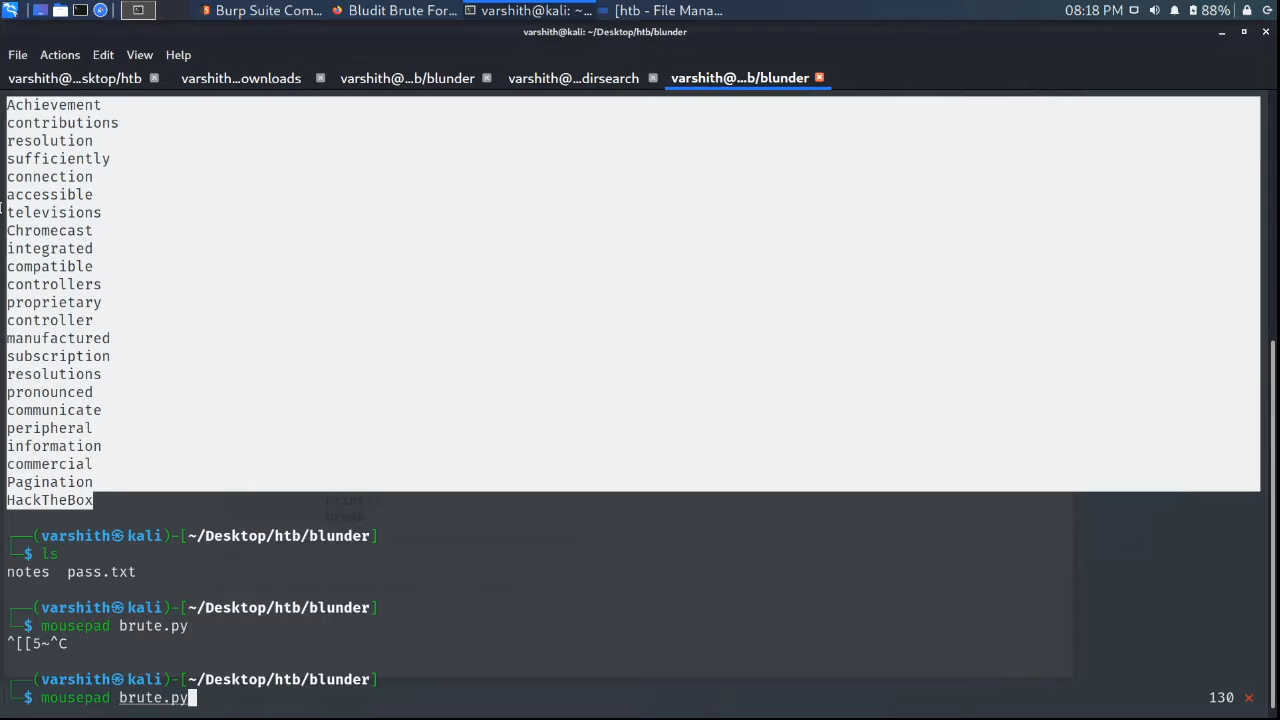 Burp Suite Com...
Bludit Brute For...
varshith@kali: ~...
[htb - File Mana...
08:18 PM
88%
varshith@kali: ~/Desktop/htb/blunder
File Actions Edit View Help
varshith@...sktop/htb
varshith...ownloads
varshith@...b/blunder
varshith@...dirsearch
varshith@...b/blunder
Achievement
contributions
resolution
sufficiently
connection
accessible
televisions
Chromecast
integrated
compatible
controllers
proprietary
controller
manufactured
subscription
resolutions
pronounced
communicate
peripheral
information
commercial
Pagination
HackTheBox
┌──(varshith㉿kali)-[~/Desktop/htb/blunder]
└─$ ls
notes pass.txt
┌──(varshith㉿kali)-[~/Desktop/htb/blunder]
└─$ mousepad brute.py
^[[5~^C
┌──(varshith㉿kali)-[~/Desktop/htb/blunder]
└─$ mousepad brute.py
130 ⨯